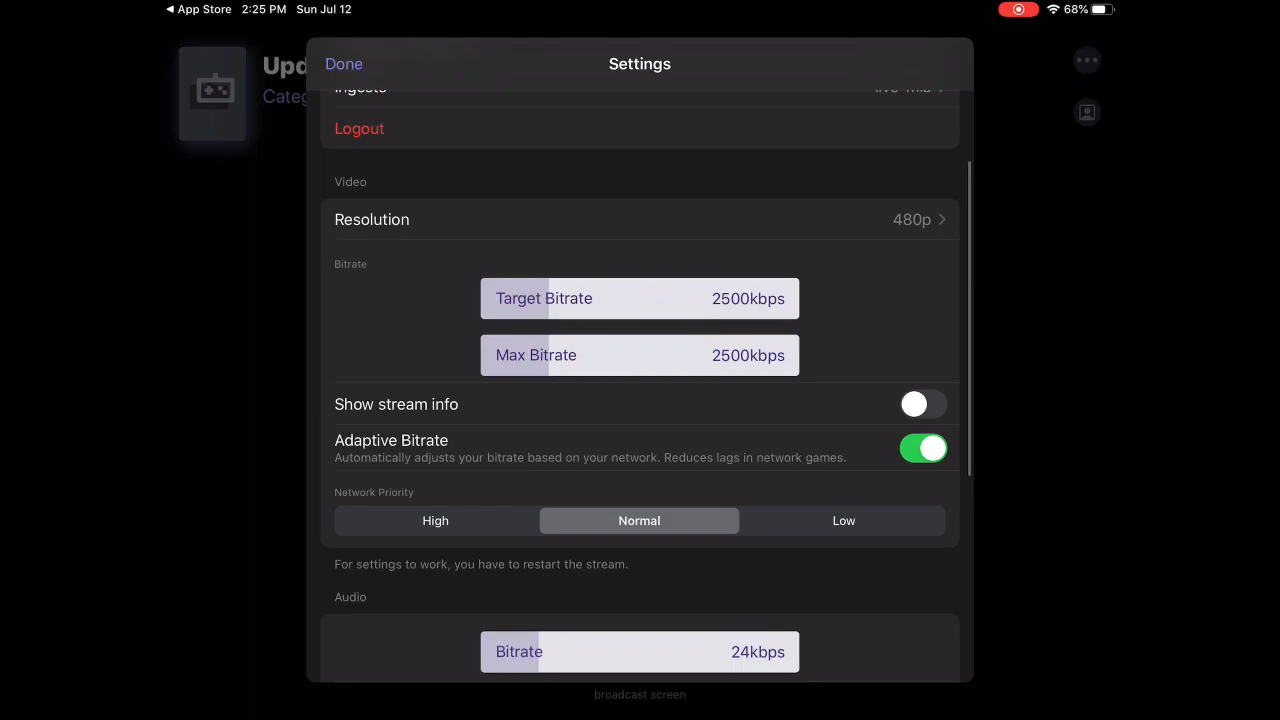 ◀ App Store 2:25 PM Sun Jul 12 68%
Upd
Categ
Done Settings
Ingests
Logout
Video
Resolution 480p
Bitrate
Target Bitrate 2500kbps
Max Bitrate 2500kbps
Show stream info
Adaptive Bitrate
Automatically adjusts your bitrate based on your network. Reduces lags in network games.
Network Priority
High Normal Low
For settings to work, you have to restart the stream.
Audio
Bitrate 24kbps
broadcast screen